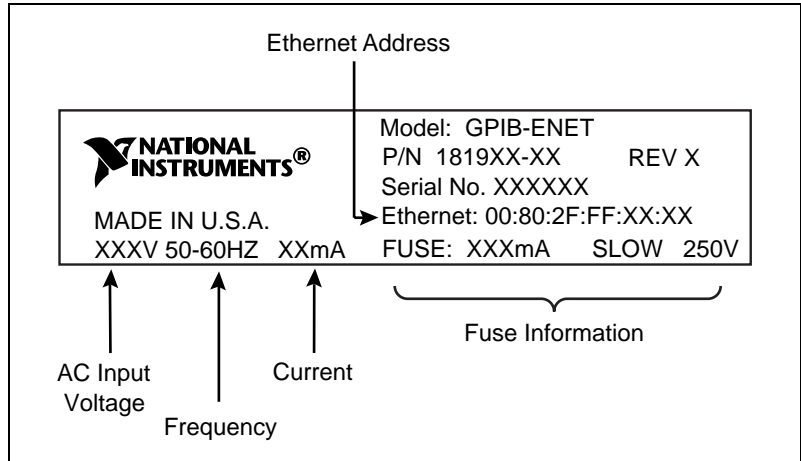 Ethernet Address
NATIONAL
INSTRUMENTS®
MADE IN U.S.A.
XXXV 50-60HZ XXmA
Model: GPIB-ENET
P/N 1819XX-XX REV X
Serial No. XXXXXX
Ethernet: 00:80:2F:FF:XX:XX
FUSE: XXXmA SLOW 250V
AC Input
Voltage
Frequency
Current
Fuse Information